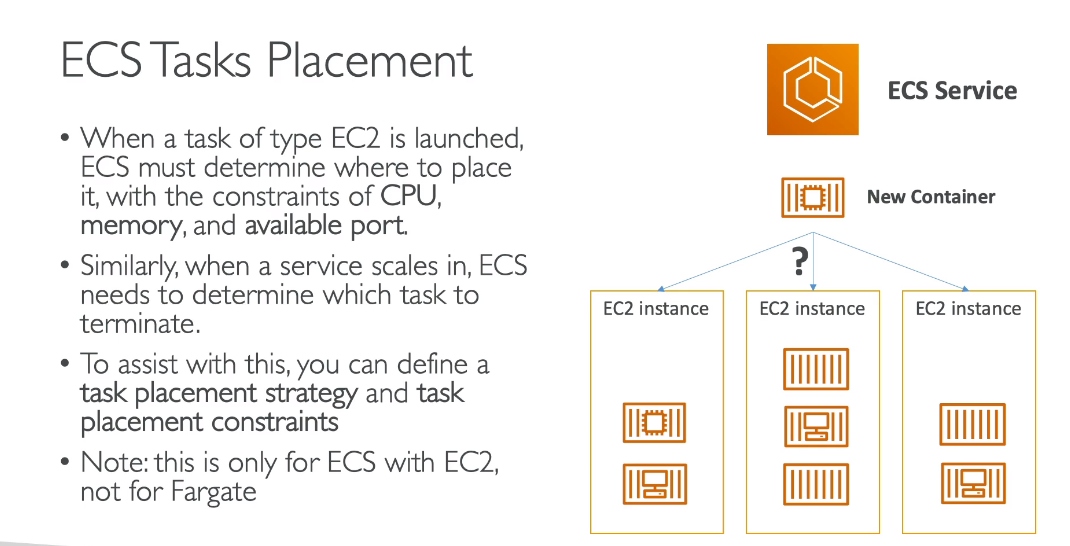 ECS Tasks Placement
• When a task of type EC2 is launched,
ECS must determine where to place
it, with the constraints of CPU,
memory, and available port.
• Similarly, when a service scales in, ECS
needs to determine which task to
terminate.
• To assist with this, you can define a
task placement strategy and task
placement constraints
• Note: this is only for ECS with EC2,
not for Fargate
ECS Service
New Container
?
EC2 instance
EC2 instance
EC2 instance